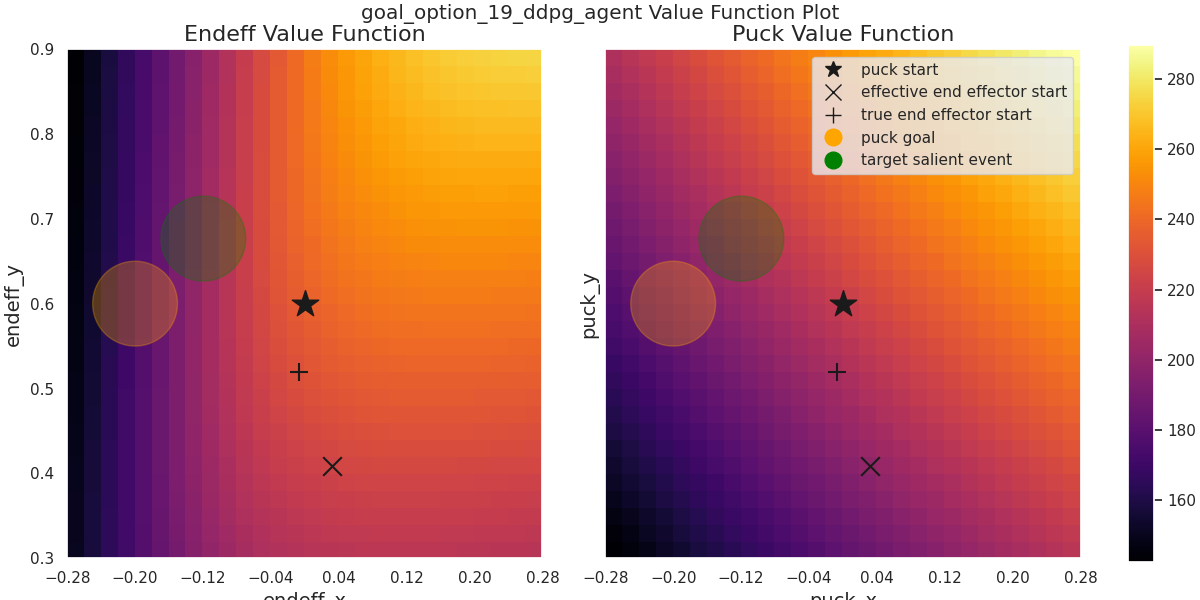 goal_option_19_ddpg_agent Value Function Plot
Endeff Value Function
Puck Value Function
puck start
effective end effector start
true end effector start
puck goal
target salient event
endeff_y
0.9
0.8
0.7
0.6
0.5
0.4
0.3
−0.28 −0.20 −0.12 −0.04 0.04 0.12 0.20 0.28
endeff_x
puck_y
−0.28 −0.20 −0.12 −0.04 0.04 0.12 0.20 0.28
puck_x
280
260
240
220
200
180
160